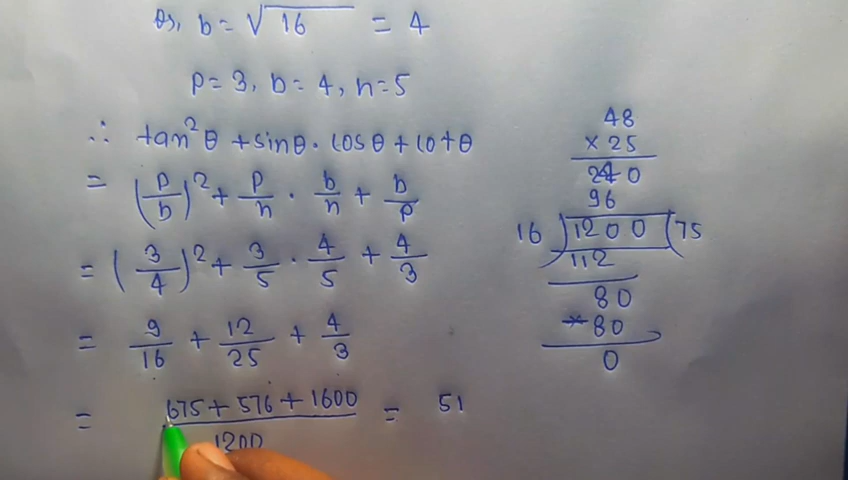 Or, b = √16 = 4
p = 3, b = 4, h = 5
∴ tan²θ + sinθ · cosθ + cotθ
= (p/b)² + p/h · b/h + b/p
= (3/4)² + 3/5 · 4/5 + 4/3
= 9/16 + 12/25 + 4/3
= 675 + 576 + 1600 / 1200 = 51
48
× 25
240
96
16 ) 1200 ( 75
112
80
80
0